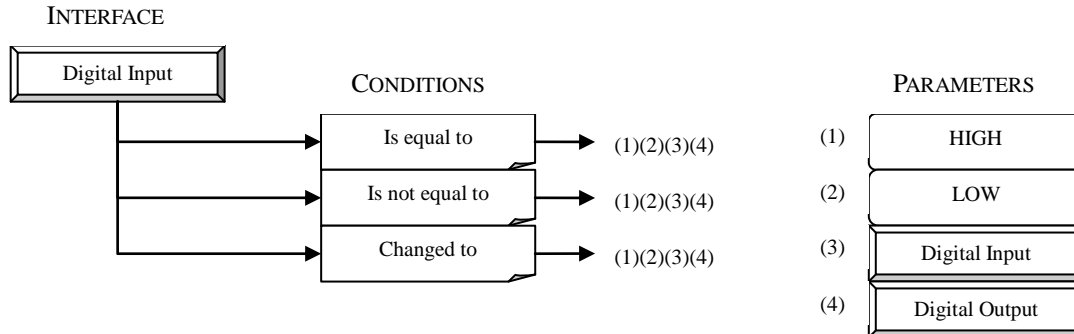 INTERFACE
Digital Input
CONDITIONS
PARAMETERS
Is equal to
(1)(2)(3)(4)
(1)
HIGH
Is not equal to
(1)(2)(3)(4)
(2)
LOW
Changed to
(1)(2)(3)(4)
(3)
Digital Input
(4)
Digital Output